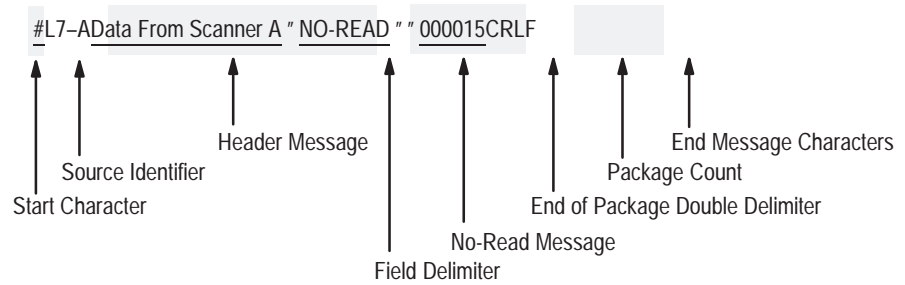 #L7–AData From Scanner A " NO-READ " " 000015CRLF
Header Message
End Message Characters
Source Identifier
Package Count
Start Character
End of Package Double Delimiter
No-Read Message
Field Delimiter